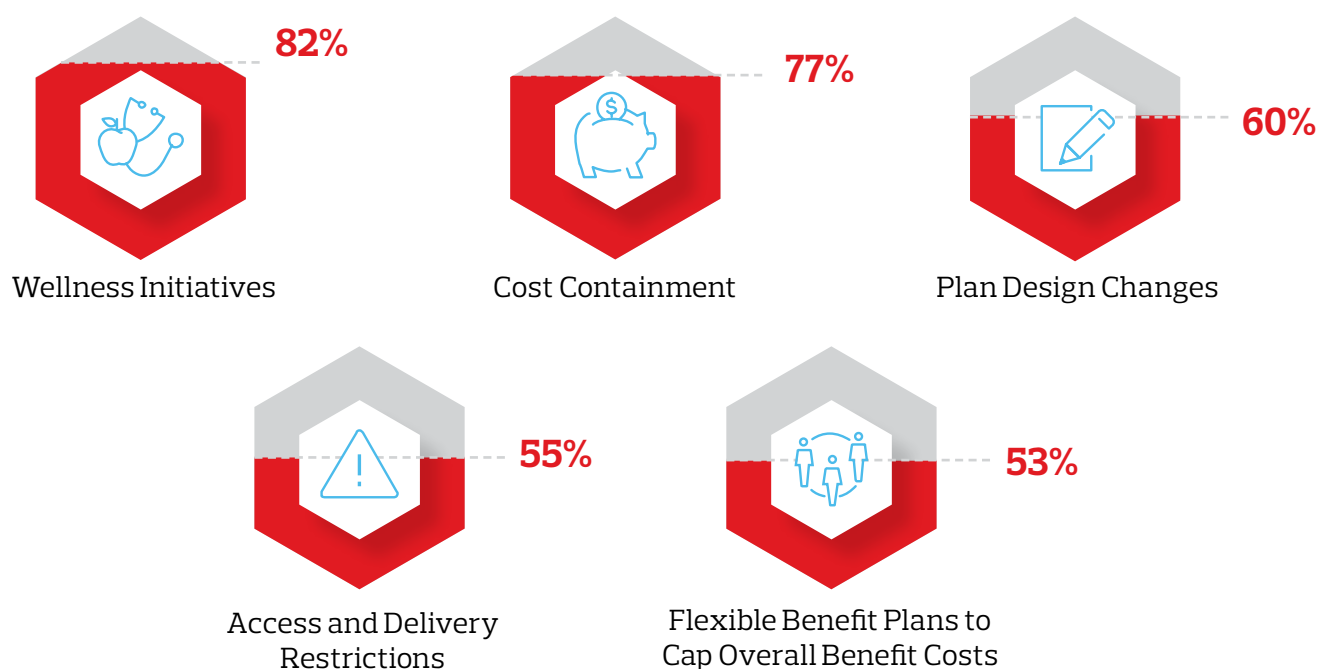 82%
Wellness Initiatives
$
77%
Cost Containment
60%
Plan Design Changes
!
55%
Access and Delivery
Restrictions
53%
Flexible Benefit Plans to
Cap Overall Benefit Costs